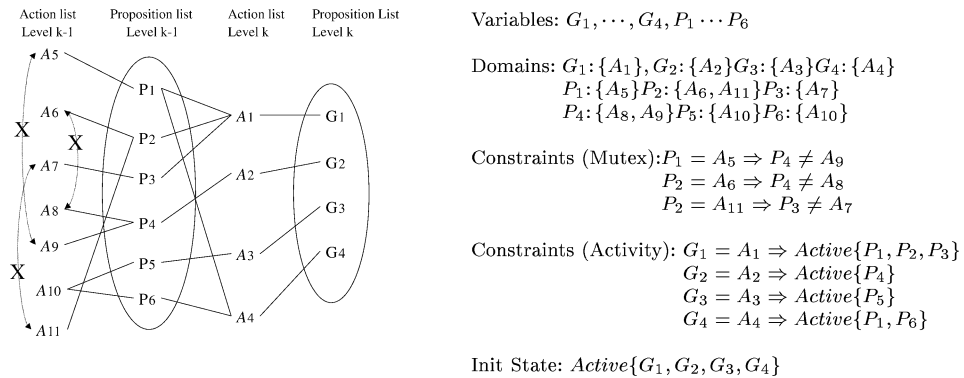 Action list Proposition list Action list Proposition List
Level k-1 Level k-1 Level k Level k
A5
P1
A6
A1 G1
X
X
P2
G2
A7
P3
A2
G3
A8
P4
A9
A3
G4
P5
X
A10
P6
A4
A11
Variables: G₁, ⋯, G₄, P₁ ⋯ P₆
Domains: G₁: {A₁}, G₂: {A₂}G₃: {A₃}G₄: {A₄}
P₁: {A₅}P₂: {A₆, A₁₁}P₃: {A₇}
P₄: {A₈, A₉}P₅: {A₁₀}P₆: {A₁₀}
Constraints (Mutex):P₁ = A₅ ⇒ P₄ ≠ A₉
P₂ = A₆ ⇒ P₄ ≠ A₈
P₂ = A₁₁ ⇒ P₃ ≠ A₇
Constraints (Activity): G₁ = A₁ ⇒ Active{P₁, P₂, P₃}
G₂ = A₂ ⇒ Active{P₄}
G₃ = A₃ ⇒ Active{P₅}
G₄ = A₄ ⇒ Active{P₁, P₆}
Init State: Active{G₁, G₂, G₃, G₄}